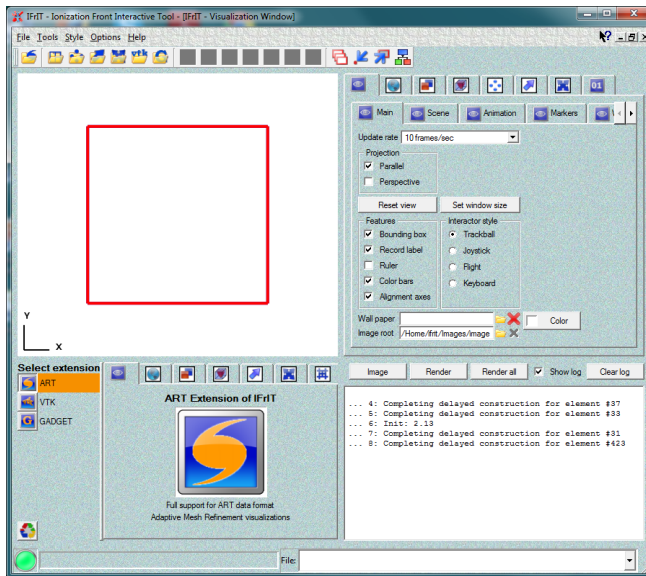 IFrIT - Ionization Front Interactive Tool - [IFrIT - Visualization Window]
File Tools Style Options Help
vtk
01
Main Scene Animation Markers
Update rate 10 frames/sec
Projection
Parallel
Perspective
Reset view Set window size
Features Interactor style
Bounding box Trackball
Record label Joystick
Ruler Flight
Color bars Keyboard
Alignment axes
Wall paper Color
Image root /Home/ifrit/Images/image
Y
X
Select extension
ART
VTK
GADGET
ART Extension of IFrIT
Full support for ART data format
Adaptive Mesh Refinement visualizations
Image Render Render all Show log Clear log
... 4: Completing delayed construction for element #37
... 5: Completing delayed construction for element #33
... 6: Init: 2.13
... 7: Completing delayed construction for element #31
... 8: Completing delayed construction for element #423
File: